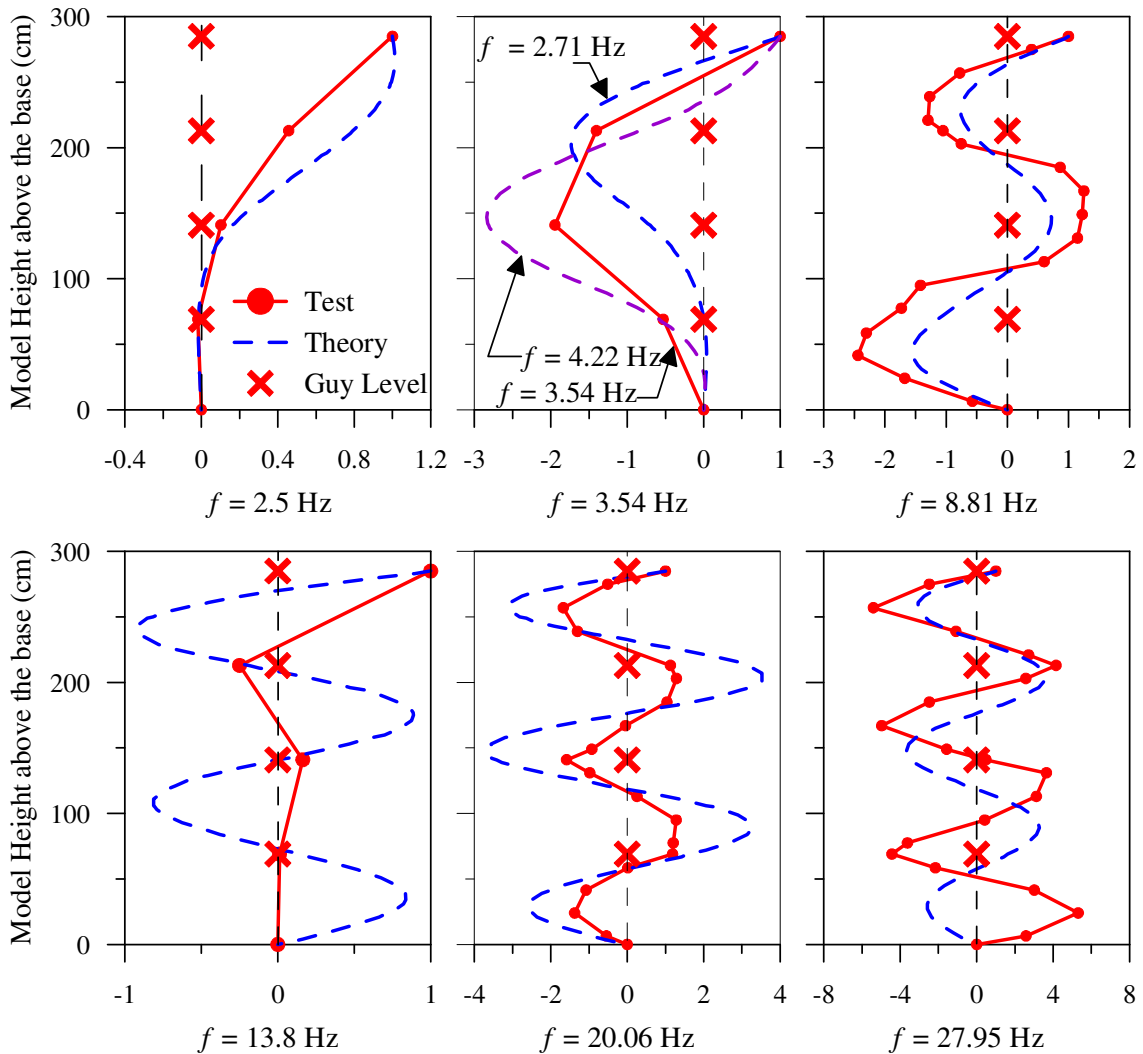 Model Height above the base (cm)
300
200
100
0
-0.4 0 0.4 0.8 1.2
f = 2.5 Hz
Test
Theory
Guy Level
f = 2.71 Hz
f = 4.22 Hz
f = 3.54 Hz
-3 -2 -1 0 1
f = 3.54 Hz
-3 -2 -1 0 1 2
f = 8.81 Hz
Model Height above the base (cm)
300
200
100
0
-1 0 1
f = 13.8 Hz
-4 -2 0 2 4
f = 20.06 Hz
-8 -4 0 4 8
f = 27.95 Hz